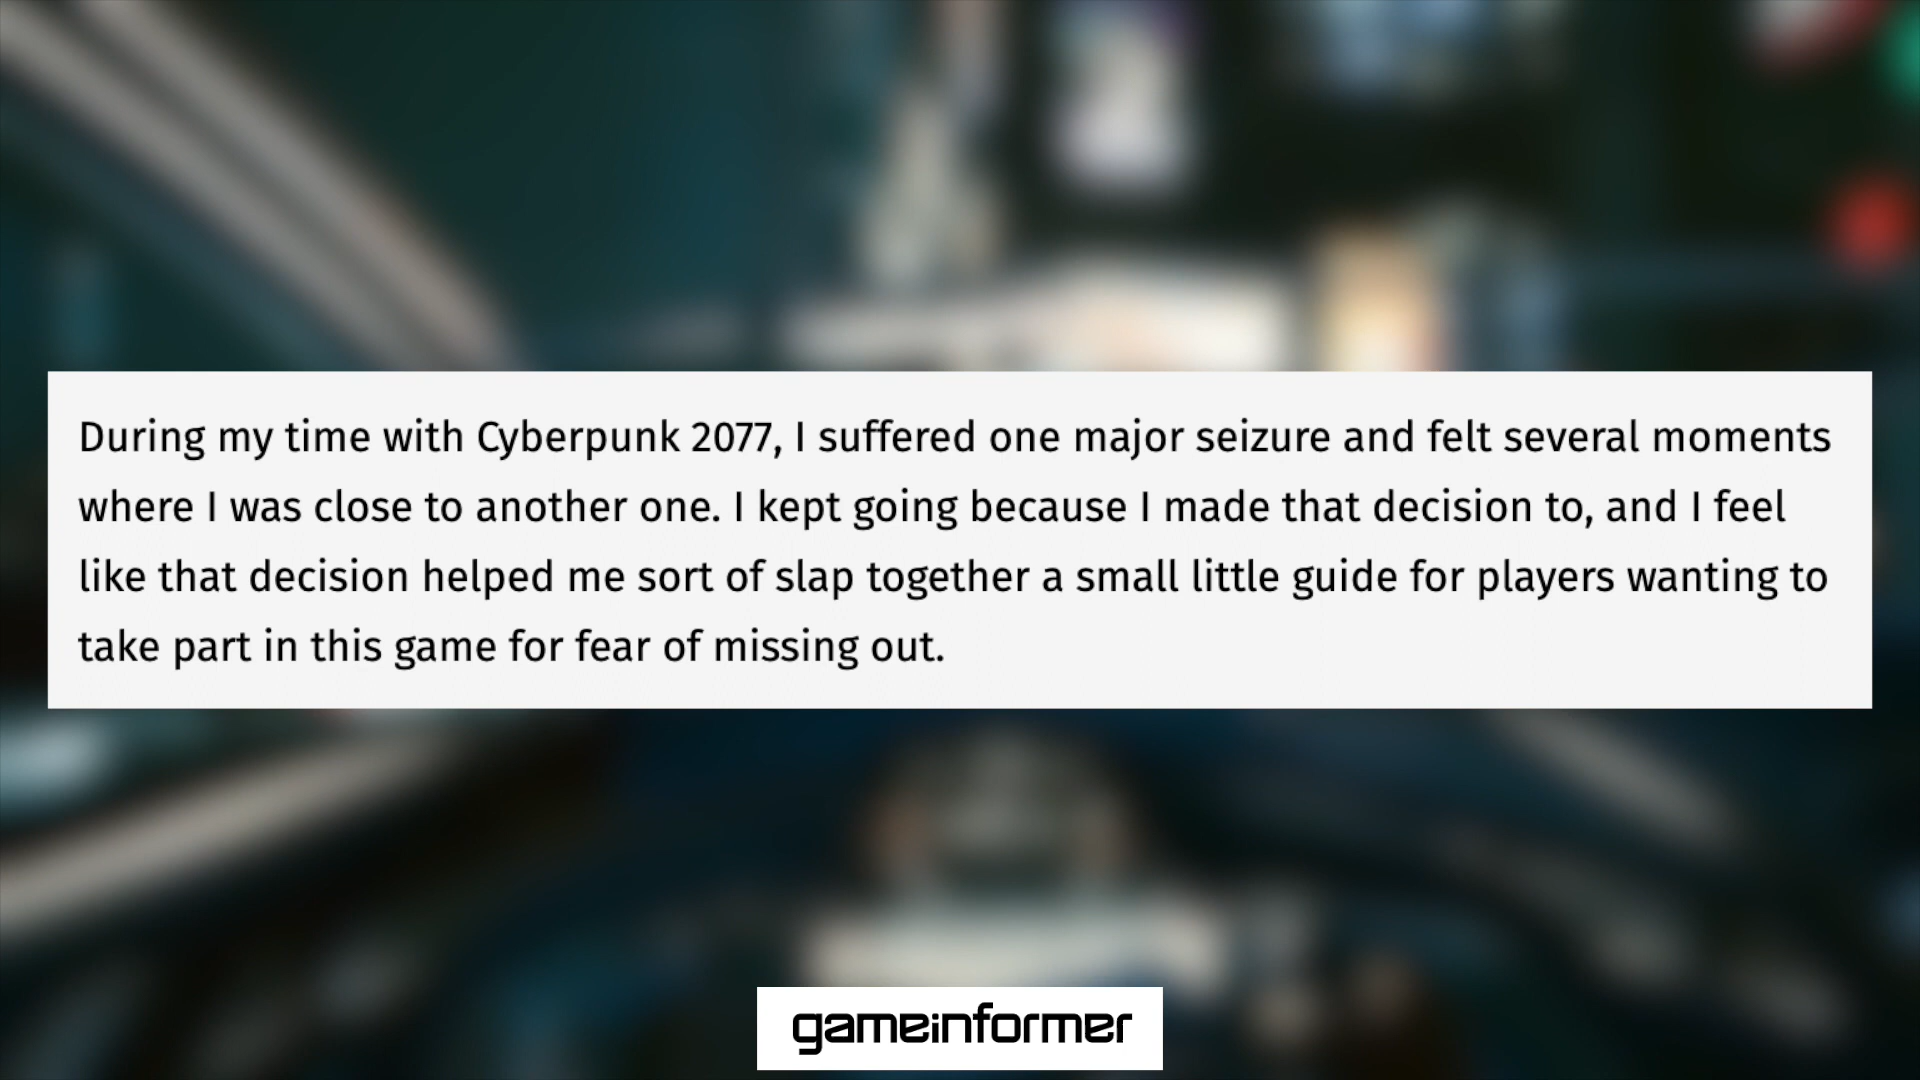 During my time with Cyberpunk 2077, I suffered one major seizure and felt several moments
where I was close to another one. I kept going because I made that decision to, and I feel
like that decision helped me sort of slap together a small little guide for players wanting to
take part in this game for fear of missing out.
gameinformer